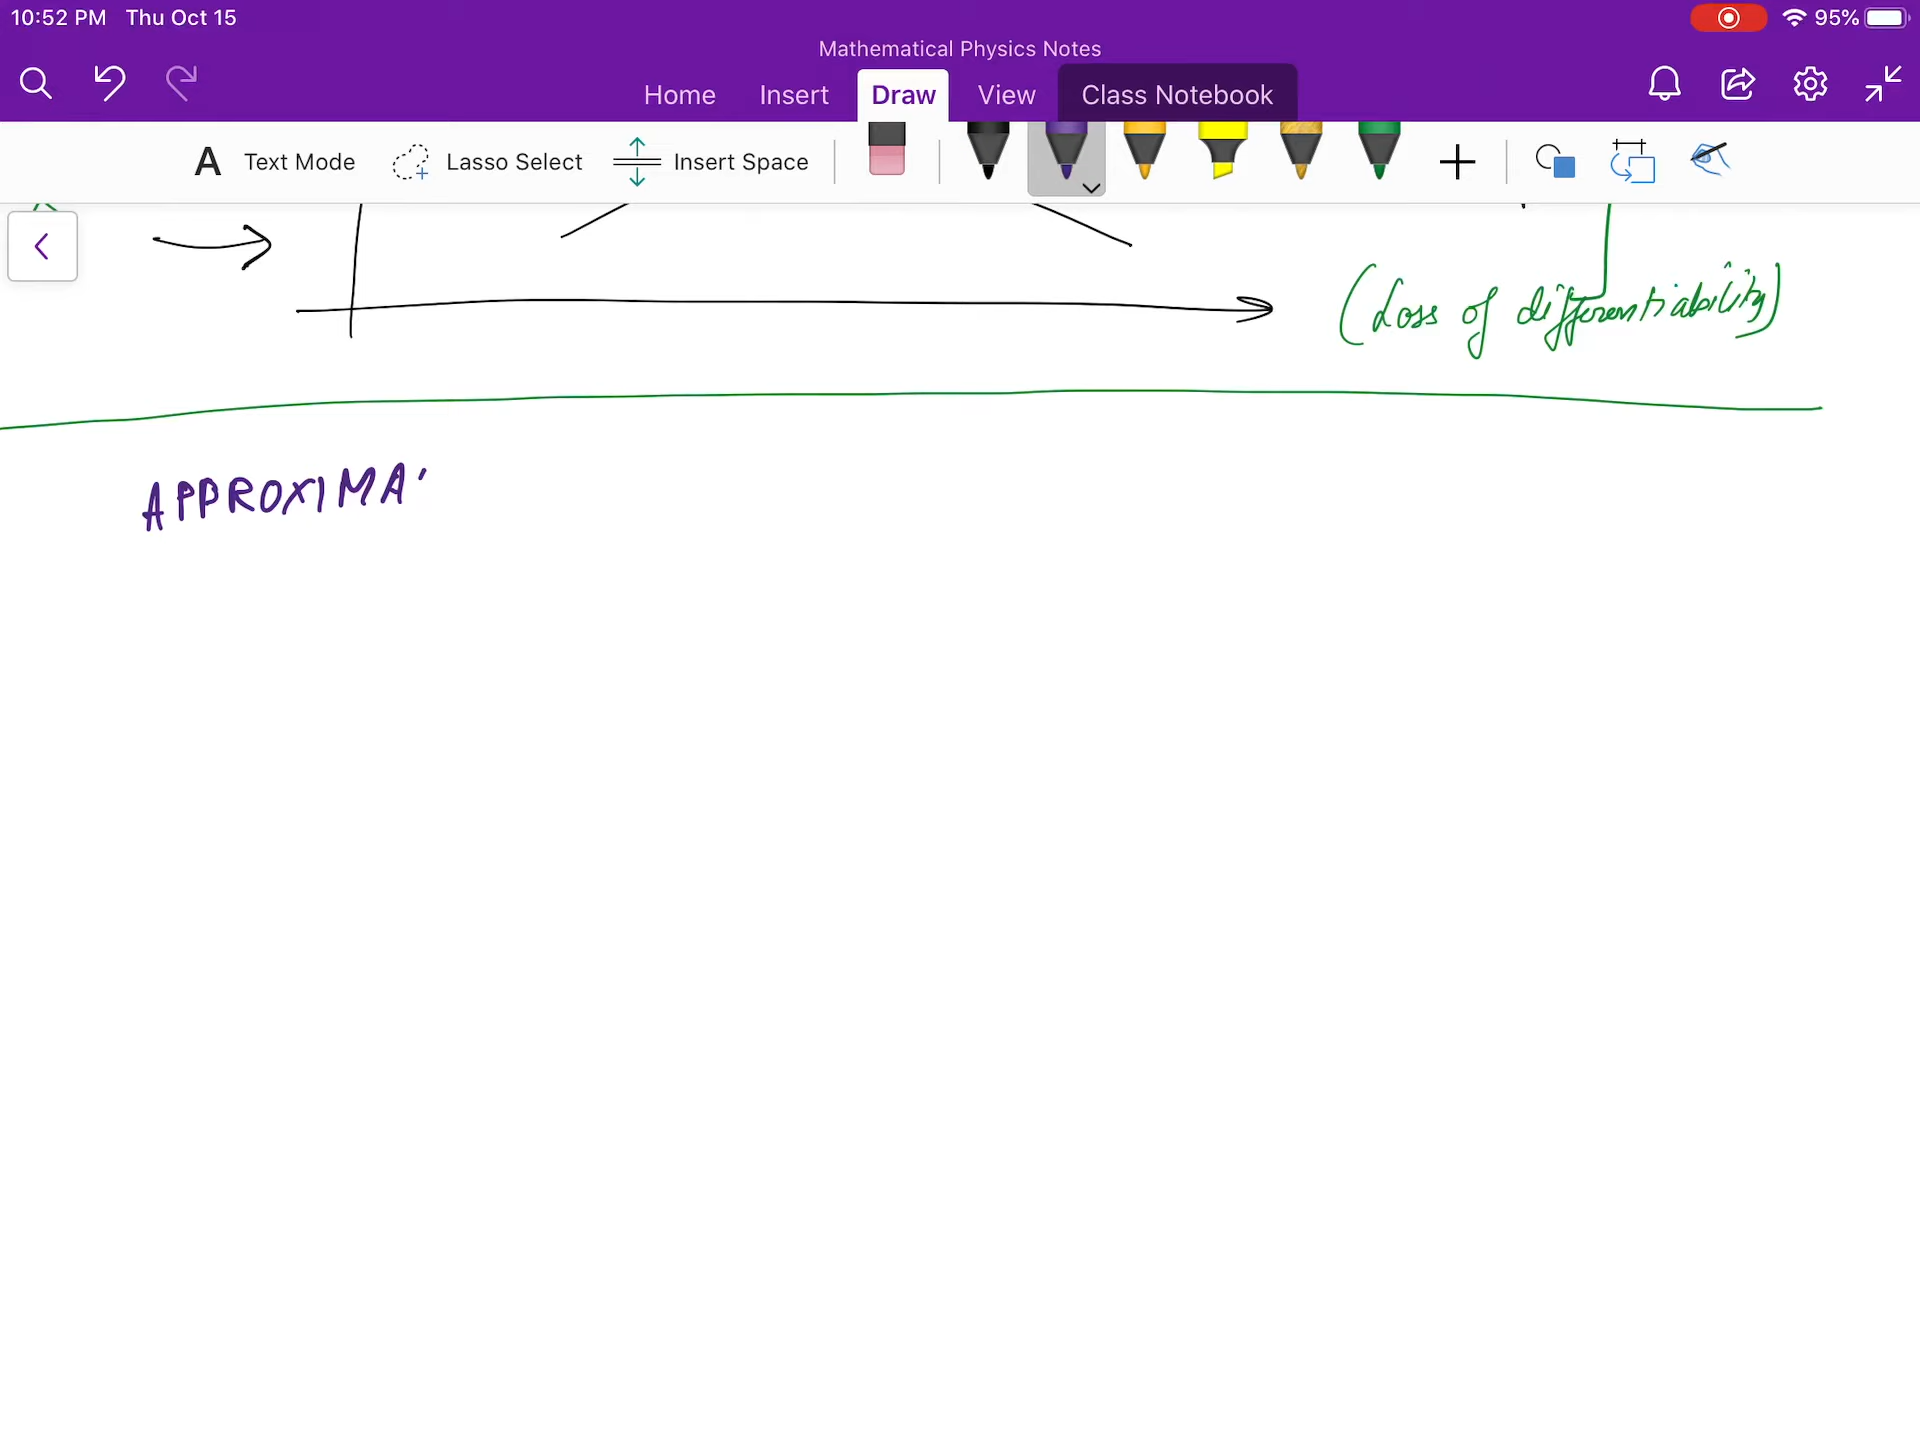 10:52 PM Thu Oct 15
95%
Mathematical Physics Notes
Home Insert Draw View Class Notebook
A Text Mode Lasso Select Insert Space
(Loss of differentiability)
APPROXIMA'